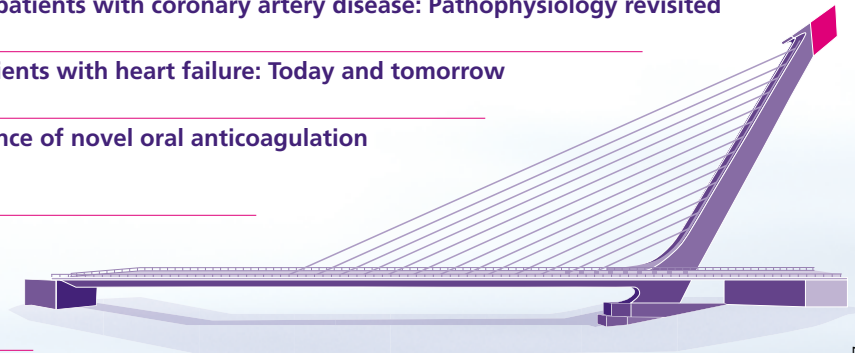 patients with coronary artery disease: Pathophysiology revisited
ients with heart failure: Today and tomorrow
nce of novel oral anticoagulation